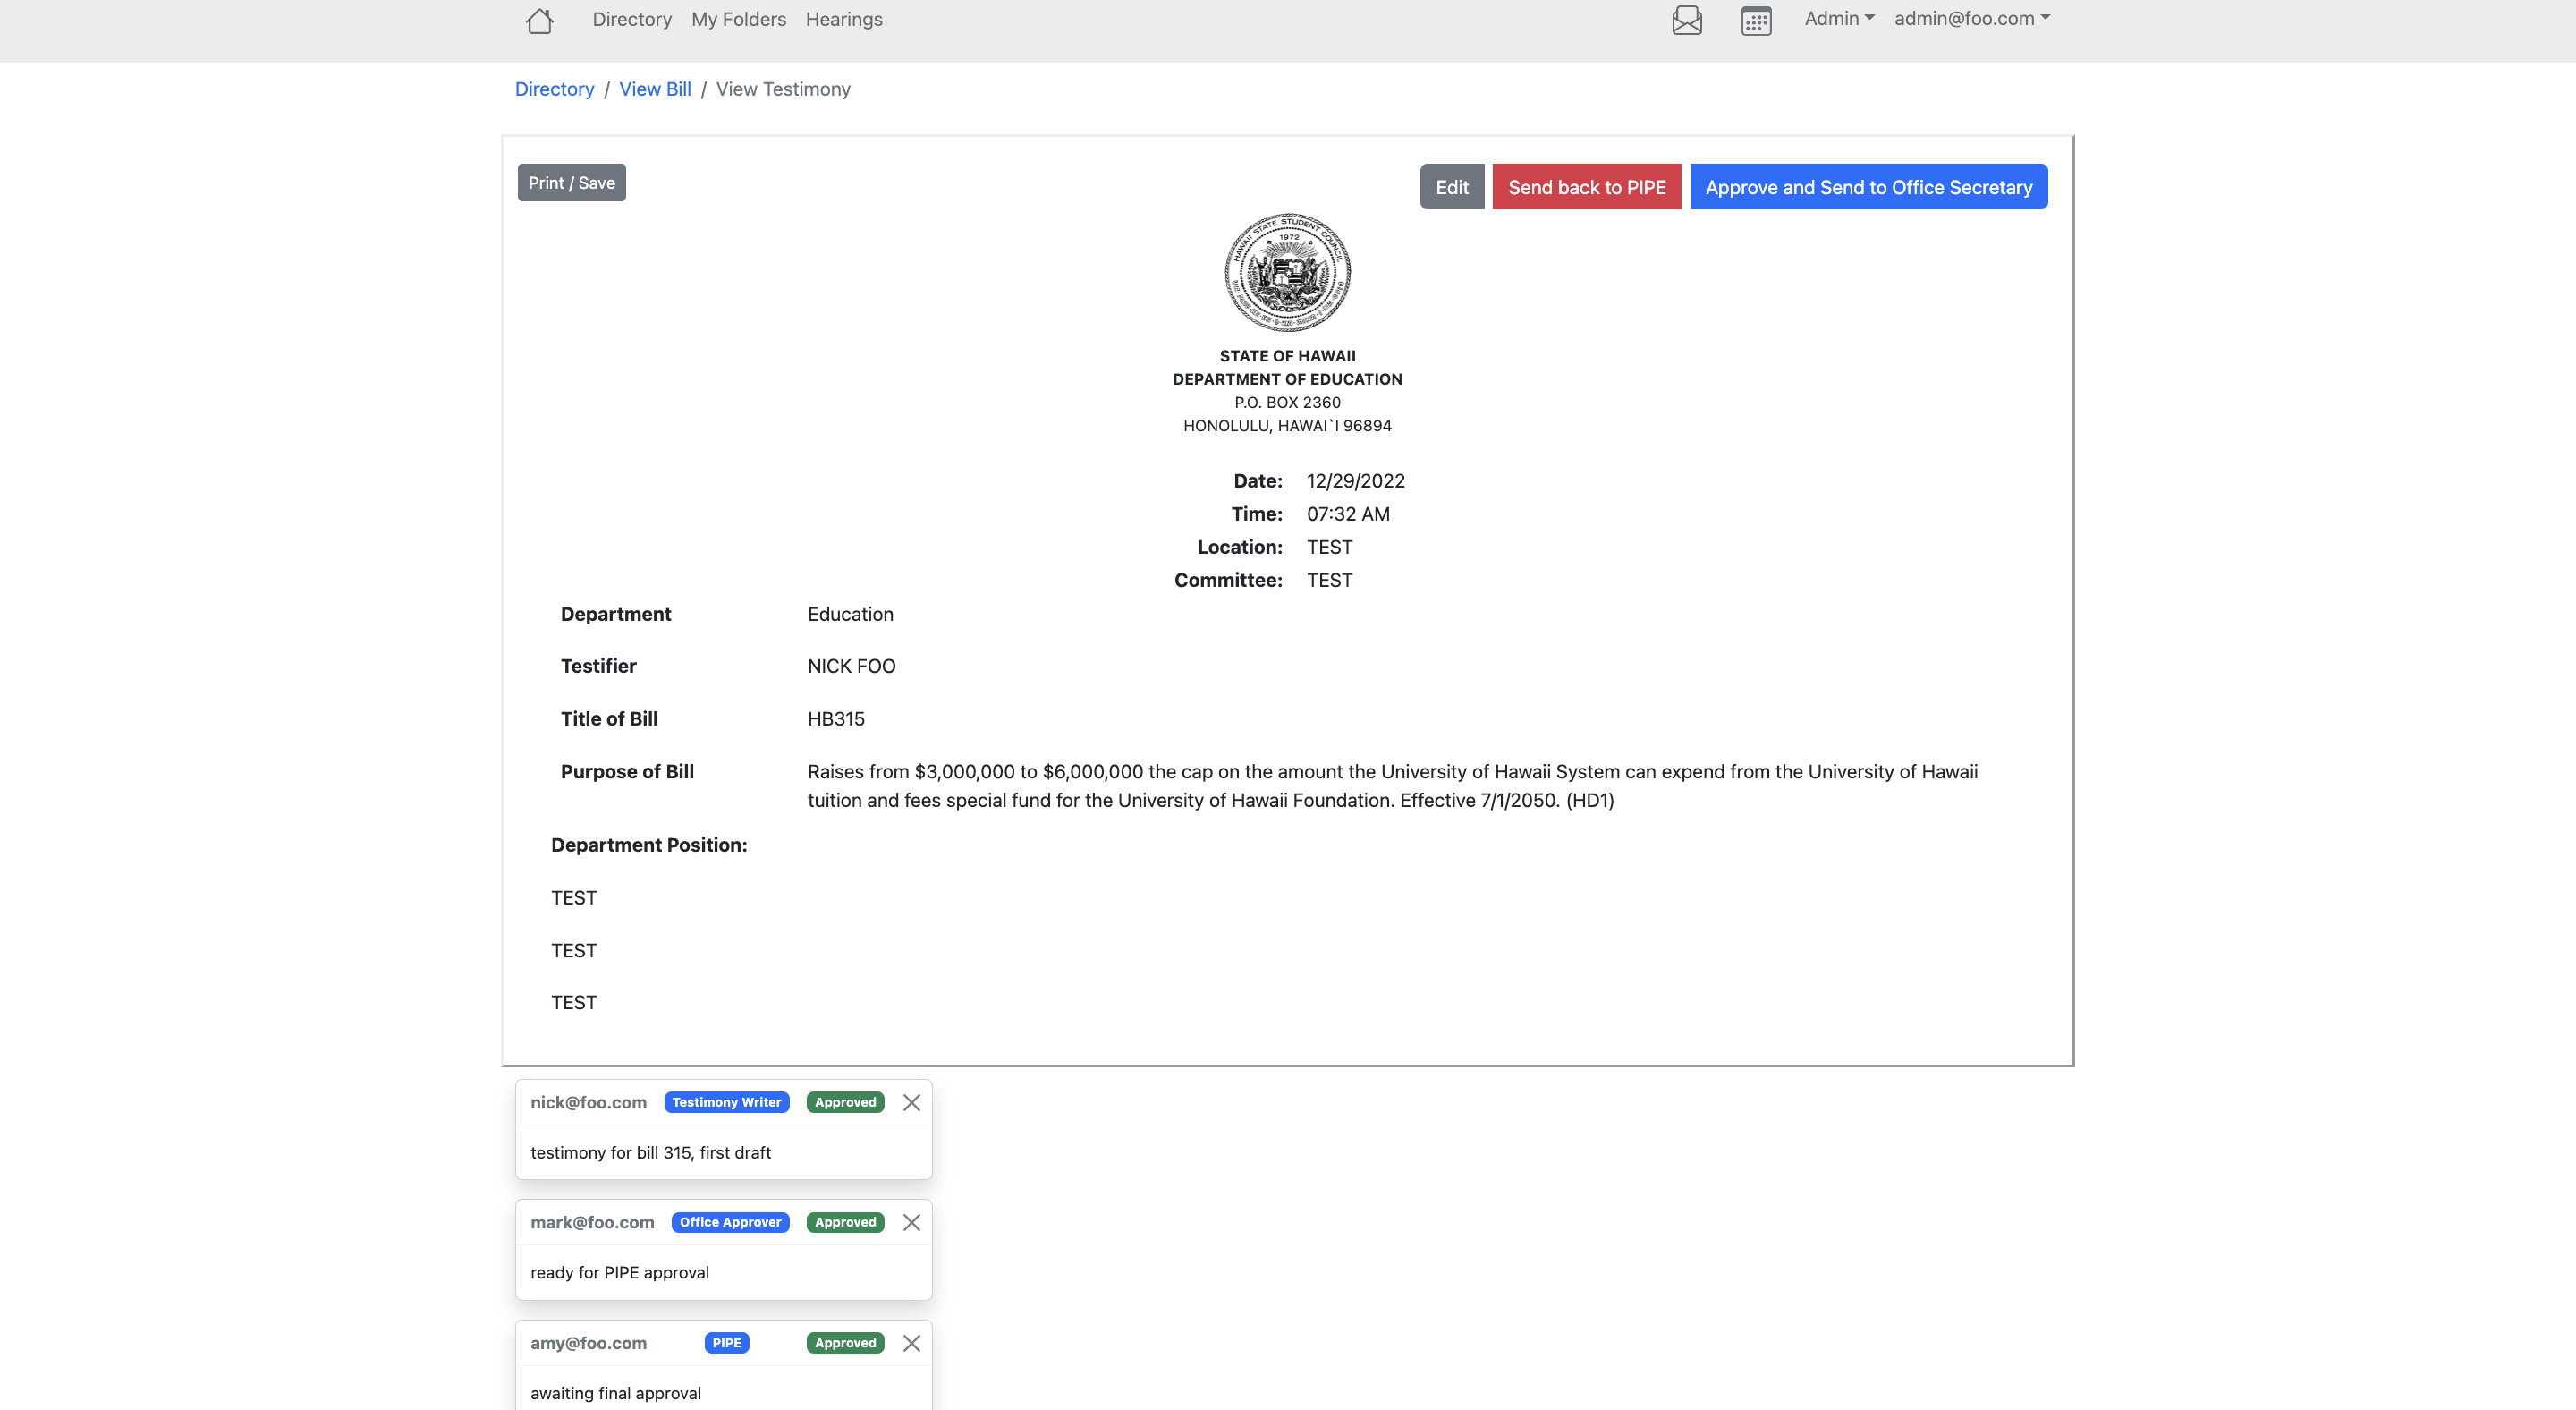 Directory My Folders Hearings Admin admin@foo.com
Directory / View Bill / View Testimony
Print / Save Edit Send back to PIPE Approve and Send to Office Secretary
HAWAII STATE STUDENT COUNCIL
1972
STATE OF HAWAII
DEPARTMENT OF EDUCATION
P.O. BOX 2360
HONOLULU, HAWAI`I 96894
Date: 12/29/2022
Time: 07:32 AM
Location: TEST
Committee: TEST
Department Education
Testifier NICK FOO
Title of Bill HB315
Purpose of Bill Raises from $3,000,000 to $6,000,000 the cap on the amount the University of Hawaii System can expend from the University of Hawaii
tuition and fees special fund for the University of Hawaii Foundation. Effective 7/1/2050. (HD1)
Department Position:
TEST
TEST
TEST
nick@foo.com Testimony Writer Approved
testimony for bill 315, first draft
mark@foo.com Office Approver Approved
ready for PIPE approval
amy@foo.com PIPE Approved
awaiting final approval